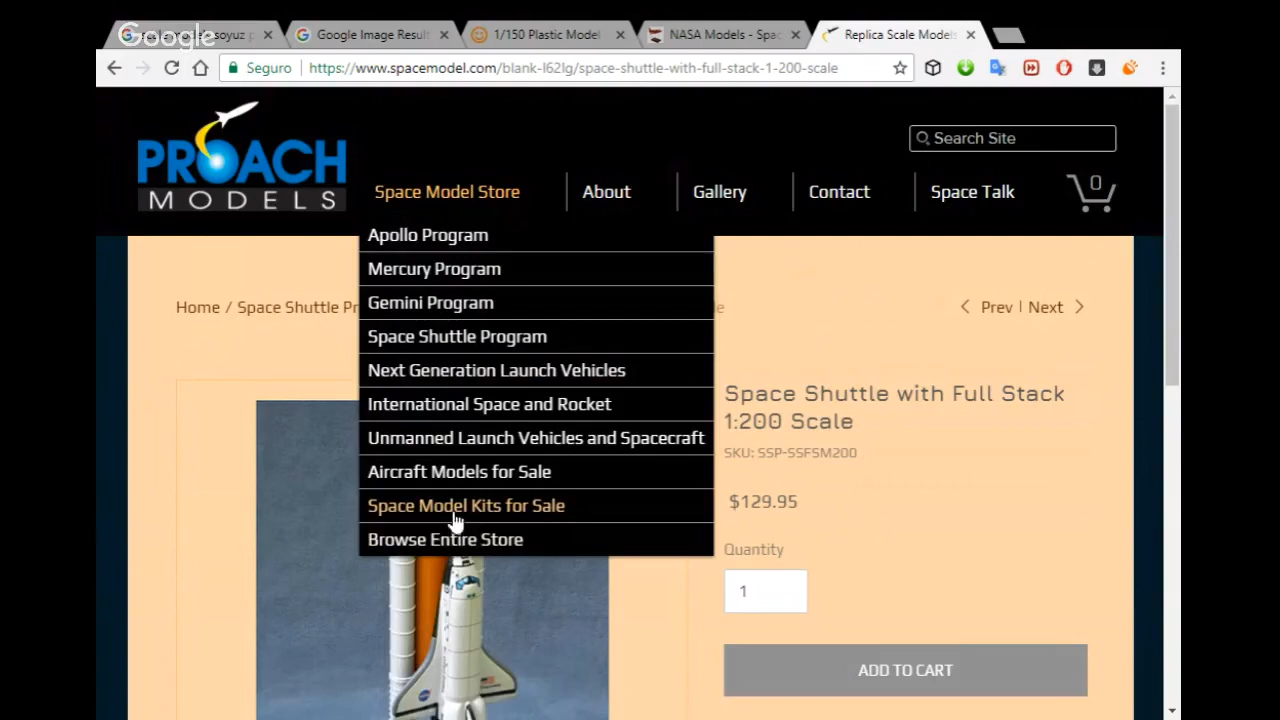 Google
soyuz
Google Image Result
1/150 Plastic Model
NASA Models - Spac
Replica Scale Models
Seguro
https://www.spacemodel.com/blank-l62lg/space-shuttle-with-full-stack-1-200-scale
PROACH
MODELS
Search Site
Space Model Store
About
Gallery
Contact
Space Talk
0
Apollo Program
Mercury Program
Gemini Program
Space Shuttle Program
Next Generation Launch Vehicles
International Space and Rocket
Unmanned Launch Vehicles and Spacecraft
Aircraft Models for Sale
Space Model Kits for Sale
Browse Entire Store
Home / Space Shuttle Pr
Prev | Next
Space Shuttle with Full Stack
1:200 Scale
SKU: SSP-SSFSM200
$129.95
Quantity
1
ADD TO CART